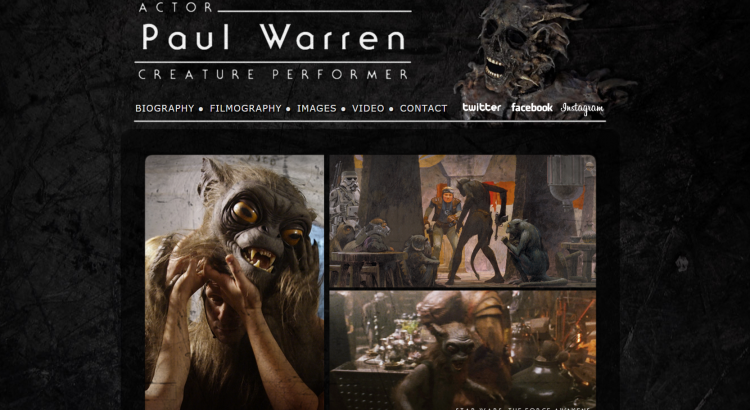 ACTOR
Paul Warren
CREATURE PERFORMER
BIOGRAPHY • FILMOGRAPHY • IMAGES • VIDEO • CONTACT twitter facebook Instagram
STAR WARS: THE FORCE AWAKENS